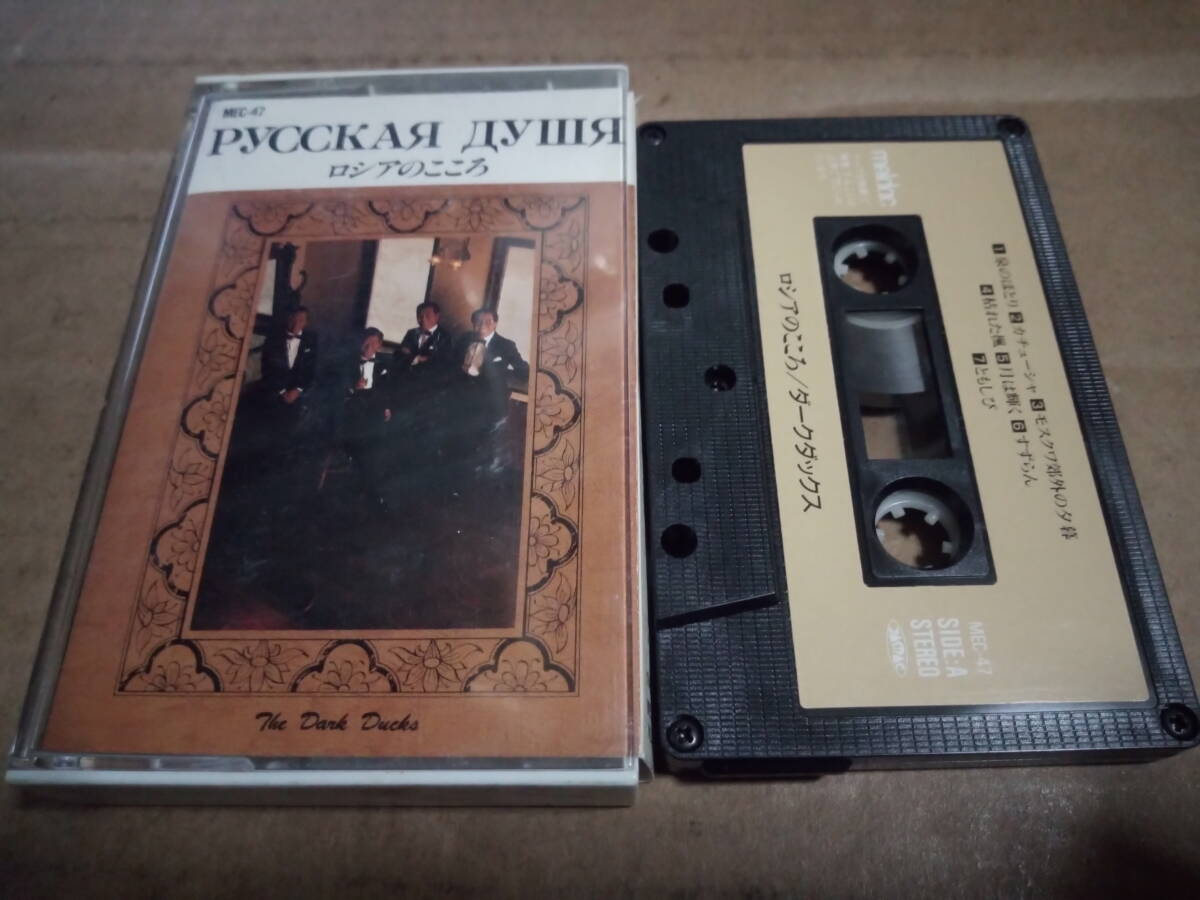 MEC-47
РУССКАЯ ДУШЯ
ロシアのこころ
The Dark Ducks
ロシアのこころ/ダークダックス
1 泉のほとり 2 カチューシャ 3 モスクワ郊外の夕暮
4 枯れた楓 5 月は輝く 6 すずらん
7 ともしび
MEC-47
SIDE:A
STEREO